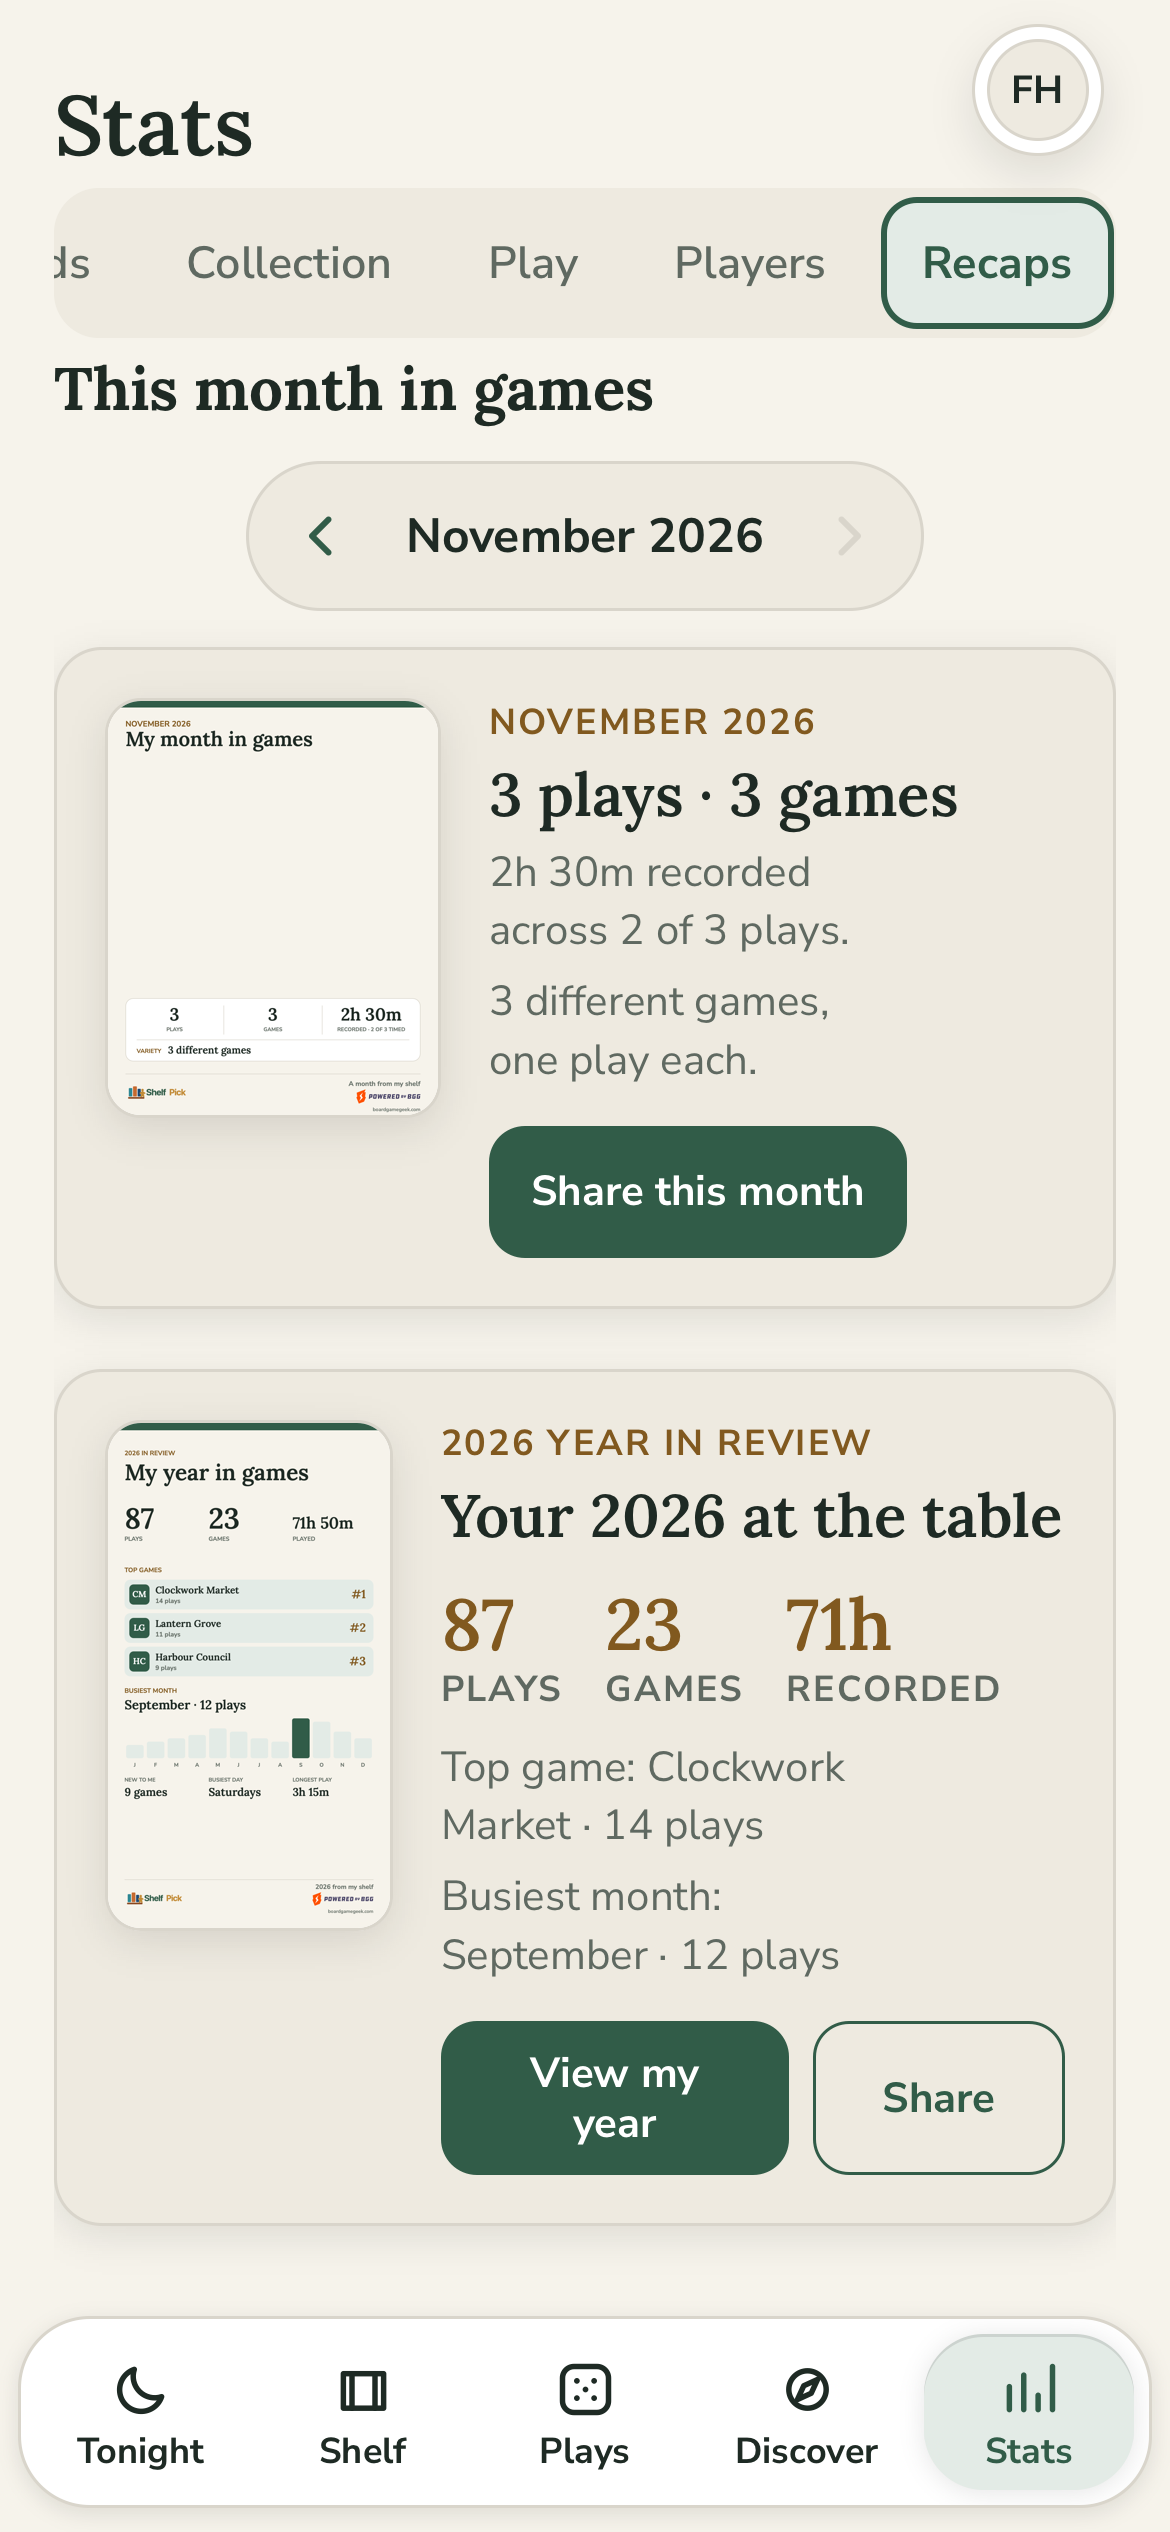 FH
Stats
ds
Collection
Play
Players
Recaps
This month in games
November 2026
NOVEMBER 2026
My month in games
3
PLAYS
3
GAMES
2h 30m
RECORDED · 2 OF 3 TIMED
VARIETY 3 different games
Shelf Pick
A month from my shelf
POWERED BY BGG
boardgamegeek.com
NOVEMBER 2026
3 plays · 3 games
2h 30m recorded
across 2 of 3 plays.
3 different games,
one play each.
Share this month
2026 IN REVIEW
My year in games
87
PLAYS
23
GAMES
71h 50m
PLAYED
TOP GAMES
CM
Clockwork Market
14 plays
#1
LG
Lantern Grove
11 plays
#2
HC
Harbour Council
9 plays
#3
BUSIEST MONTH
September · 12 plays
J F M A M J J A S O N D
NEW TO ME
9 games
BUSIEST DAY
Saturdays
LONGEST PLAY
3h 15m
Shelf Pick
2026 from my shelf
POWERED BY BGG
boardgamegeek.com
2026 YEAR IN REVIEW
Your 2026 at the table
87
PLAYS
23
GAMES
71h
RECORDED
Top game: Clockwork
Market · 14 plays
Busiest month:
September · 12 plays
View my
year
Share
Tonight
Shelf
Plays
Discover
Stats